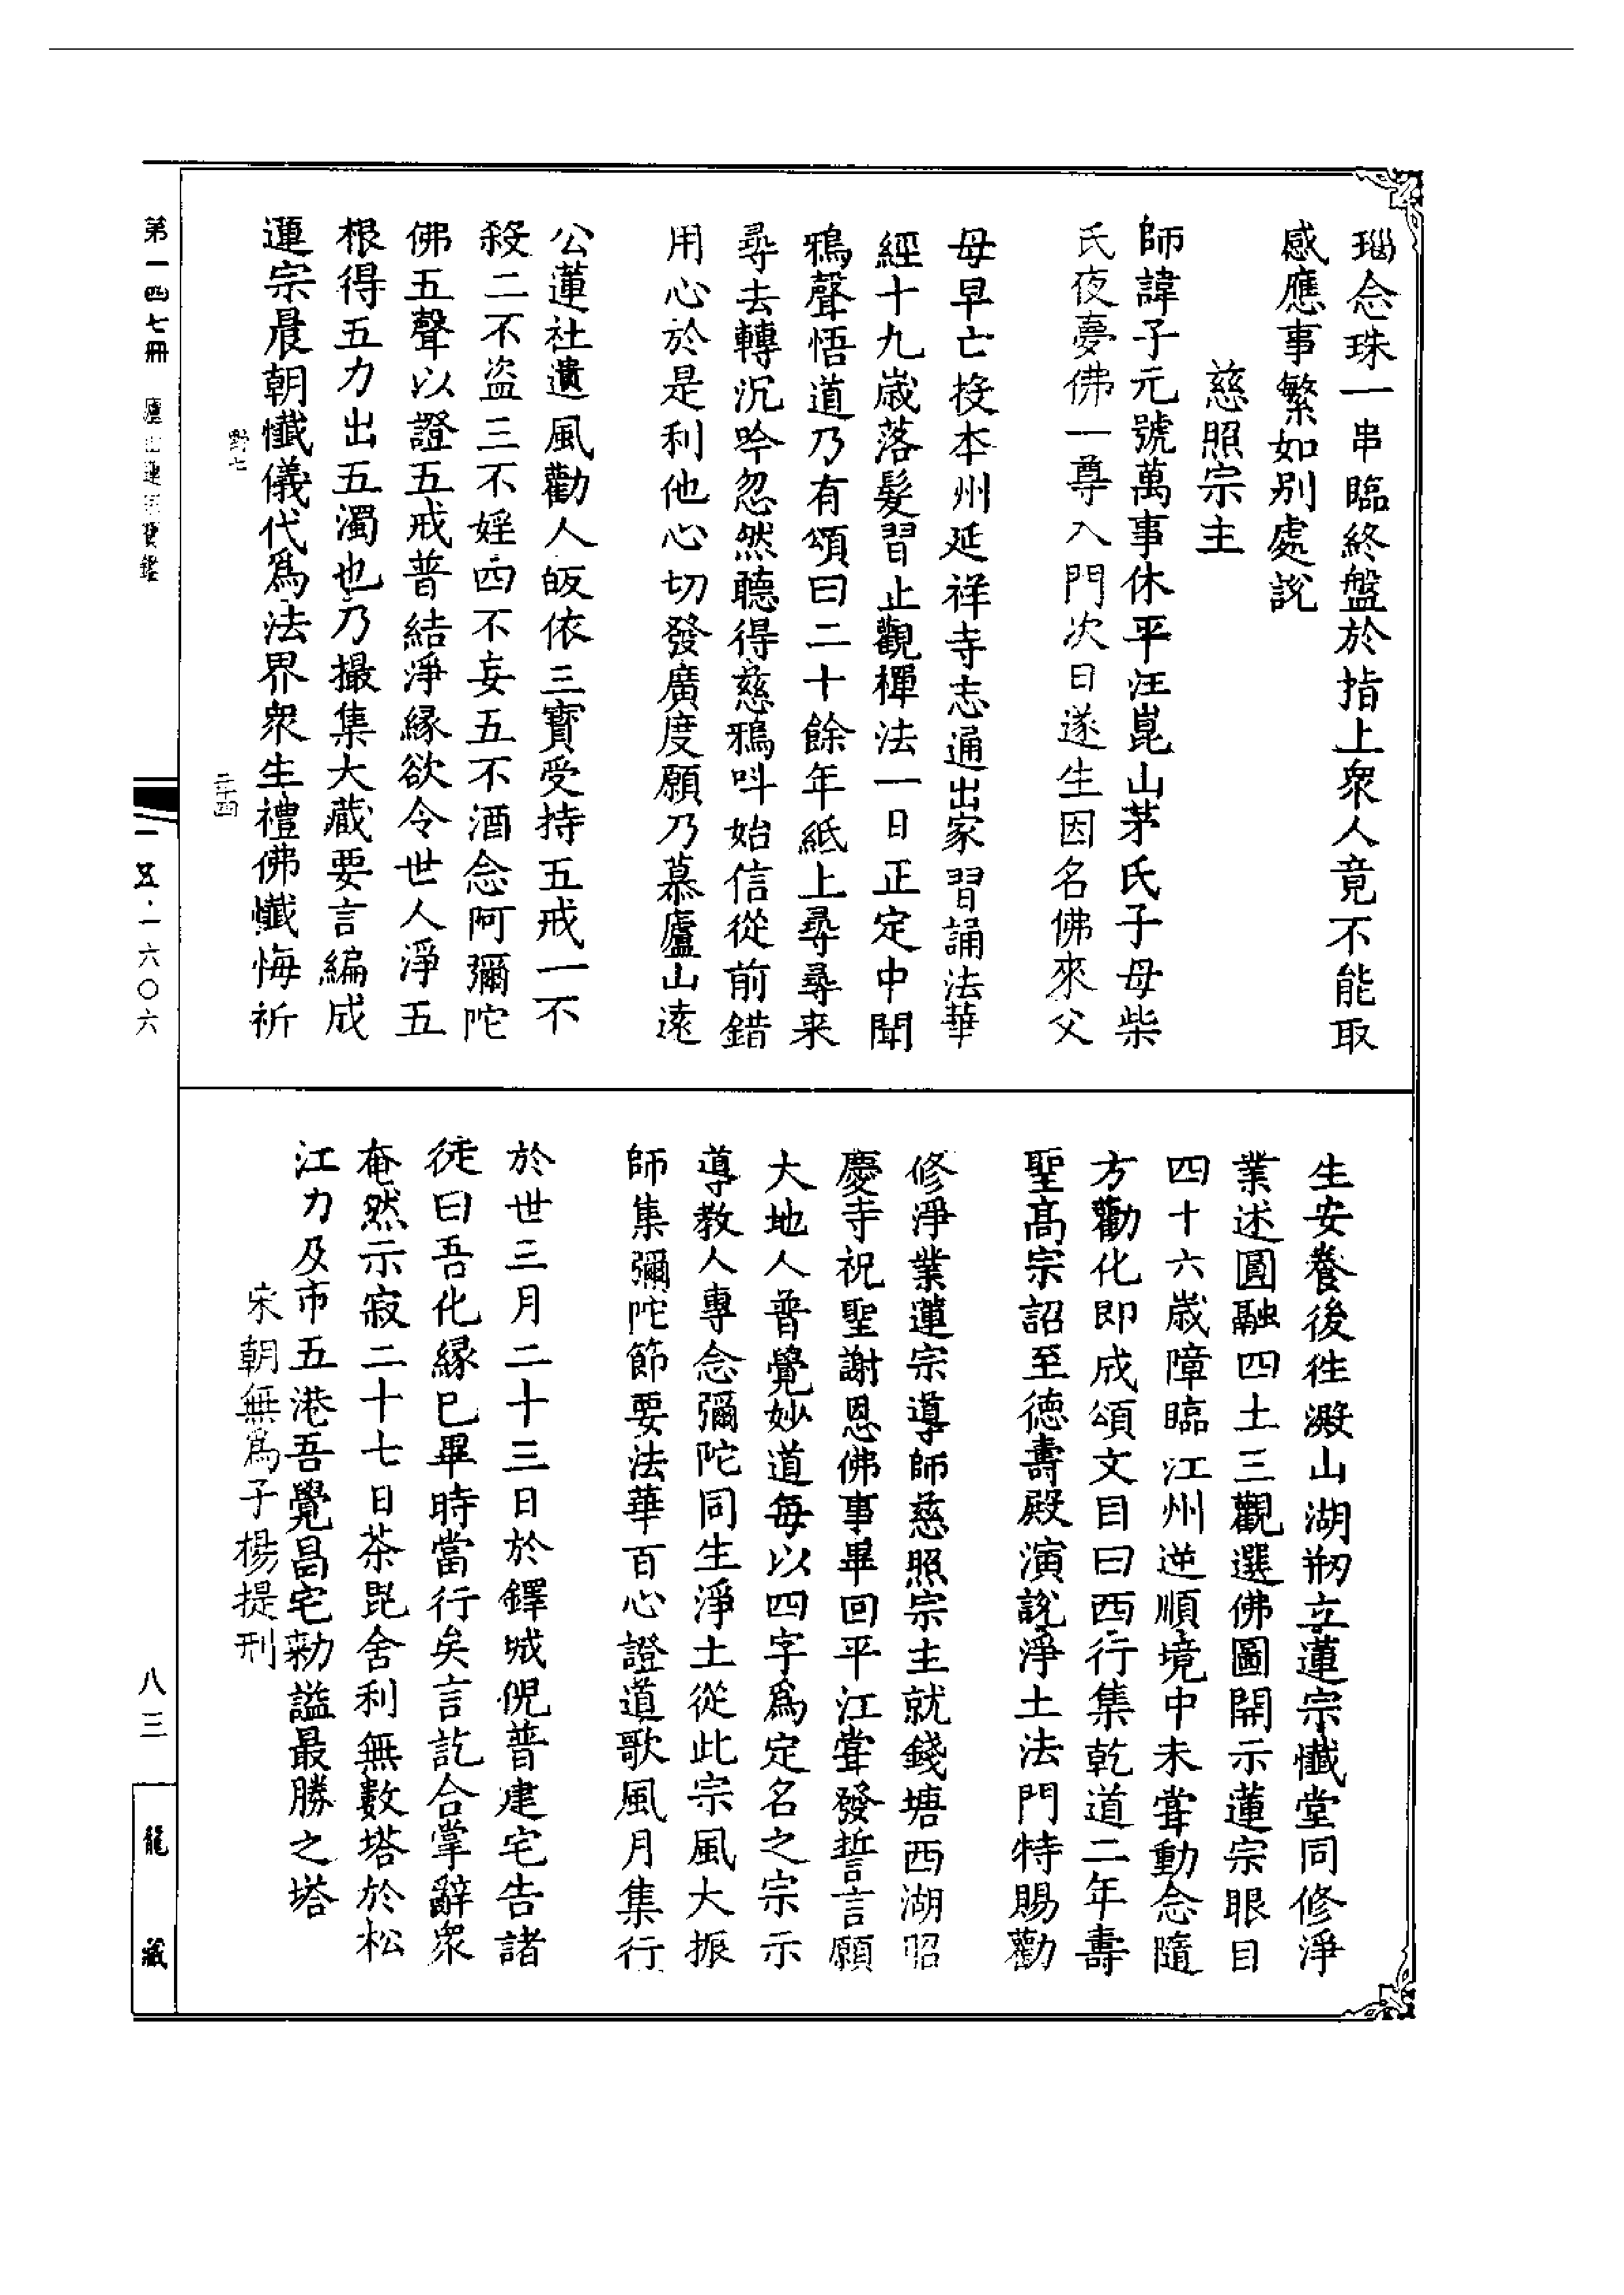 瑙念珠一串臨終盤於指上衆人竟不能取
感應事繁如别處說
慈照宗主
師諱子元號萬事休平江崑山茅氏子母柴
氏夜夢佛一尊入門次日遂生因名佛來父
母早亡投本州延祥寺志通出家習誦法華
經十九歳落髮習止觀禪法一日正定中聞
鴉聲悟道乃有頌曰二十餘年紙上尋尋来
尋去轉沉吟忽然聽得慈鴉呌始信從前錯
用心於是利他心切發廣度願乃慕廬山遠
公蓮社遺風勸人皈依三寳受持五戒一不
殺二不盗三不婬四不妄五不酒念阿彌陀
佛五聲以證五戒普結淨緣欲令世人淨五
根得五力出五濁也乃撮集大藏要言編成
蓮宗晨朝懺儀代爲法界衆生禮佛懺悔祈
生安養後徃澱山湖剏立蓮宗懺堂同修淨
業述圓融四土三觀選佛圖開示蓮宗眼目
四十六歳障臨江州逆順境中未甞動念隨
方勸化即成頌文目曰西行集乾道二年壽
聖髙宗詔至德壽殿演說淨土法門特賜勸
修淨業蓮宗導師慈照宗主就錢塘西湖昭
慶寺祝聖謝恩佛事畢回平江甞發誓言願
大地人普覺妙道每以四字爲定名之宗示
導教人專念彌陀同生淨土從此宗風大振
師集彌陀節要法華百心證道歌風月集行
於世三月二十三日於鐸城倪普建宅告諸
徒曰吾化緣已畢時當行矣言訖合掌辭衆
奄然示寂二十七日茶毘舍利無數塔於松
江力及市五港吾覺昌宅勑謚最勝之塔
宋朝無爲子楊提刑
第一四七冊 廬山蓮宗寶鑑
野七
二十四
一五·一六〇六
八三
龍藏